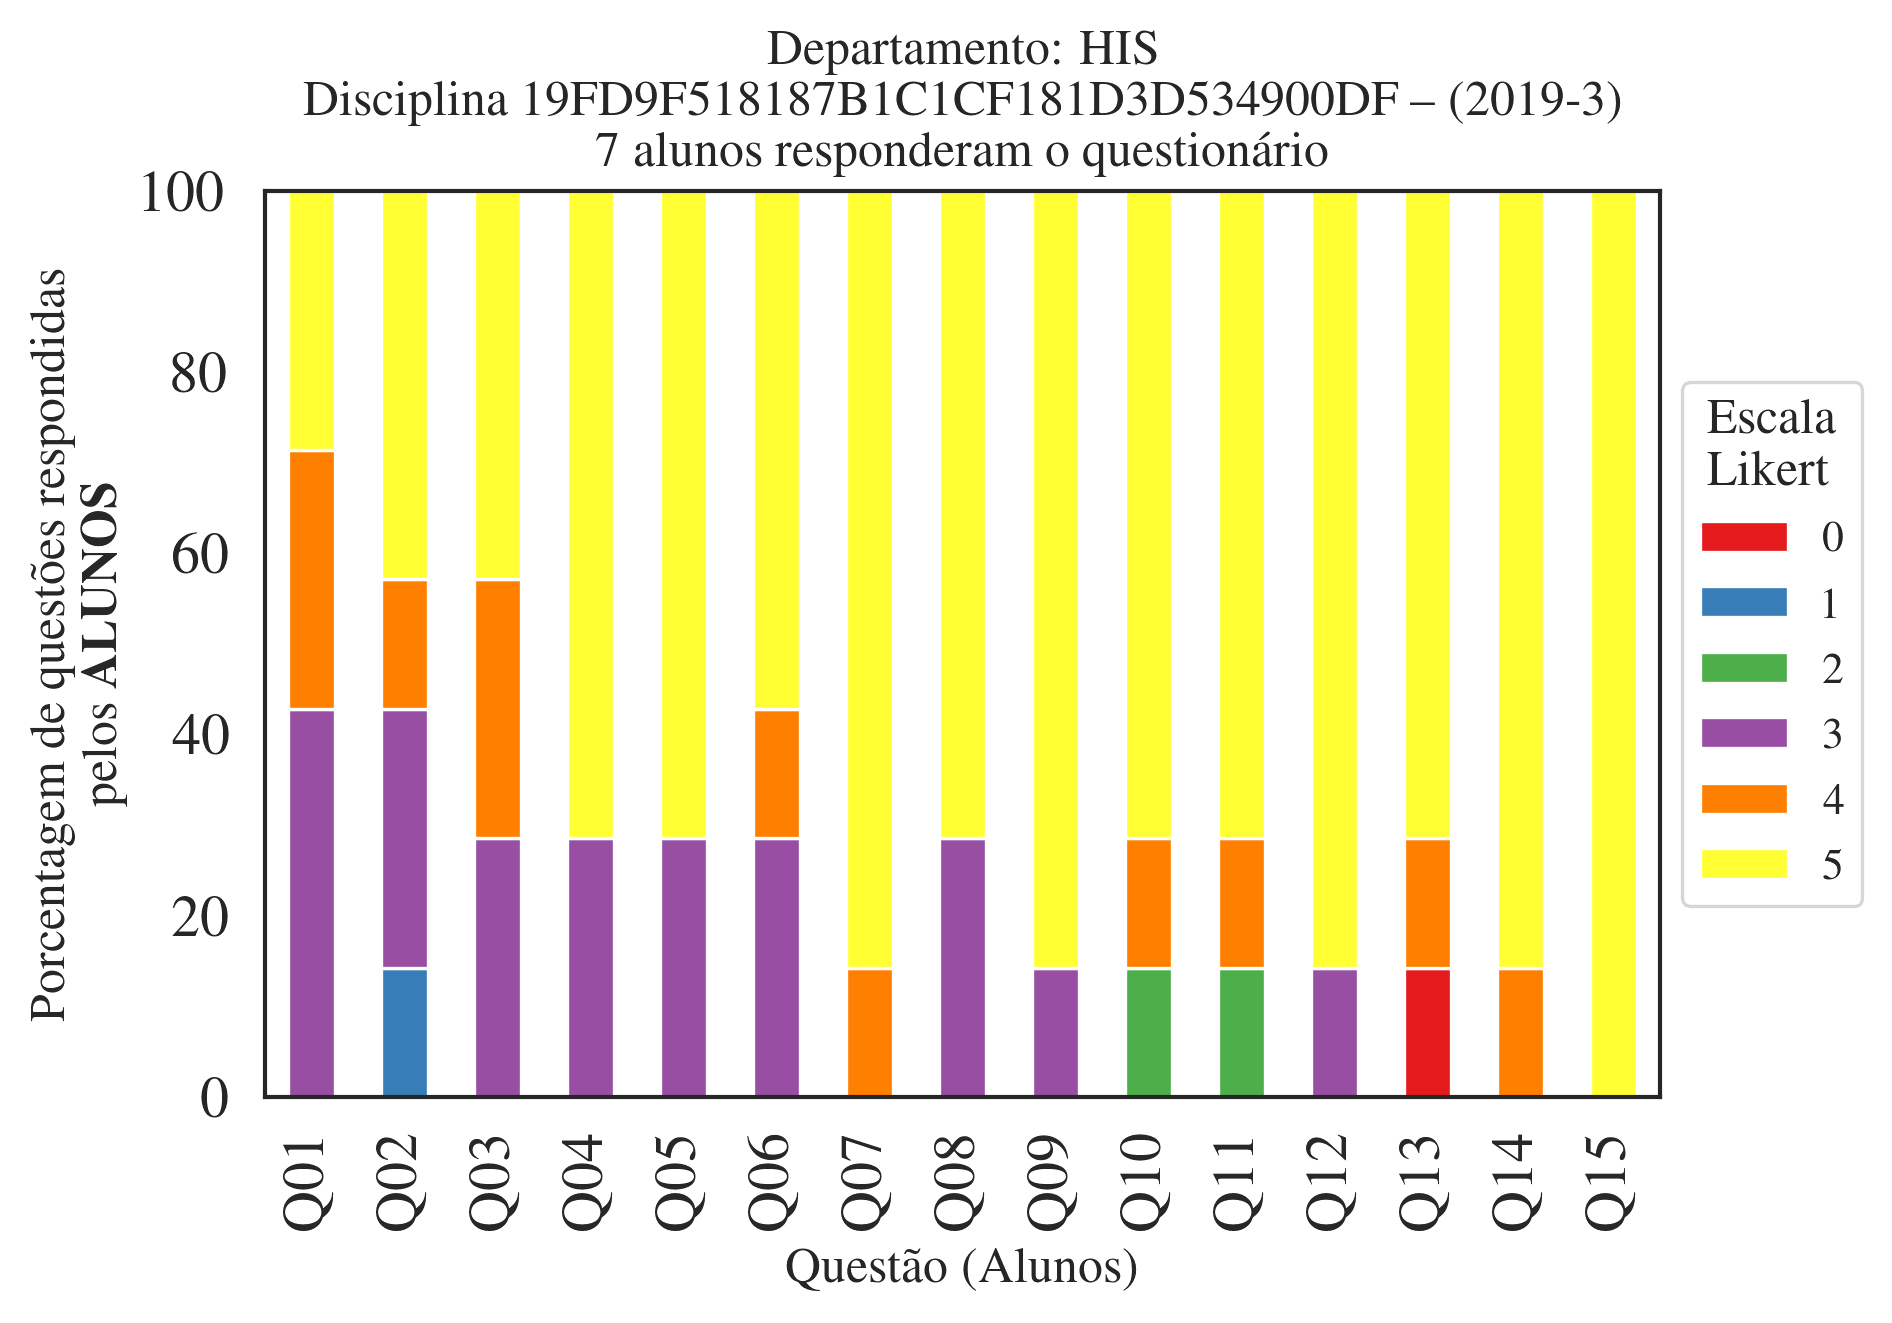 Departamento: HIS
Disciplina 19FD9F518187B1C1CF181D3D534900DF – (2019-3)
7 alunos responderam o questionário
Porcentagem de questões respondidas
pelos ALUNOS
100
80
60
40
20
0
Q01
Q02
Q03
Q04
Q05
Q06
Q07
Q08
Q09
Q10
Q11
Q12
Q13
Q14
Q15
Questão (Alunos)
Escala
Likert
0
1
2
3
4
5